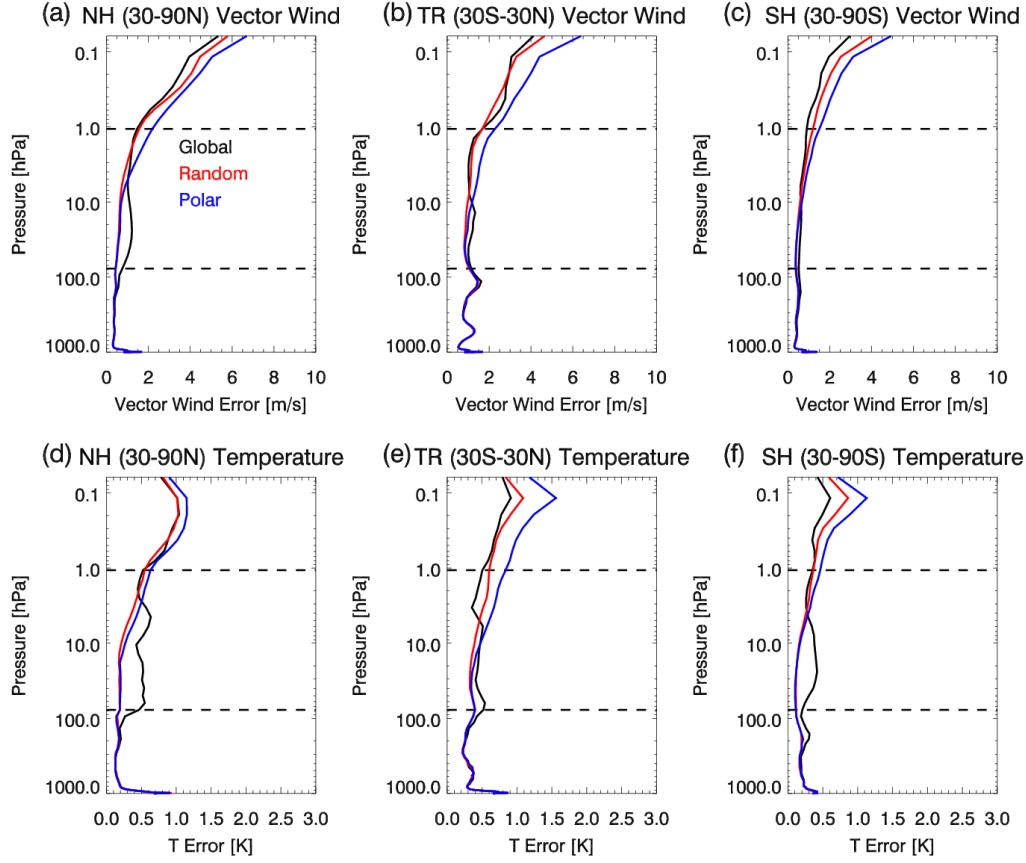 (a) NH (30-90N) Vector Wind
(b) TR (30S-30N) Vector Wind
(c) SH (30-90S) Vector Wind
Pressure [hPa]
0.1
1.0
10.0
100.0
1000.0
Global
Random
Polar
0 2 4 6 8 10
Vector Wind Error [m/s]
Pressure [hPa]
0.1
1.0
10.0
100.0
1000.0
0 2 4 6 8 10
Vector Wind Error [m/s]
Pressure [hPa]
0.1
1.0
10.0
100.0
1000.0
0 2 4 6 8 10
Vector Wind Error [m/s]
(d) NH (30-90N) Temperature
(e) TR (30S-30N) Temperature
(f) SH (30-90S) Temperature
Pressure [hPa]
0.1
1.0
10.0
100.0
1000.0
0.0 0.5 1.0 1.5 2.0 2.5 3.0
T Error [K]
Pressure [hPa]
0.1
1.0
10.0
100.0
1000.0
0.0 0.5 1.0 1.5 2.0 2.5 3.0
T Error [K]
Pressure [hPa]
0.1
1.0
10.0
100.0
1000.0
0.0 0.5 1.0 1.5 2.0 2.5 3.0
T Error [K]